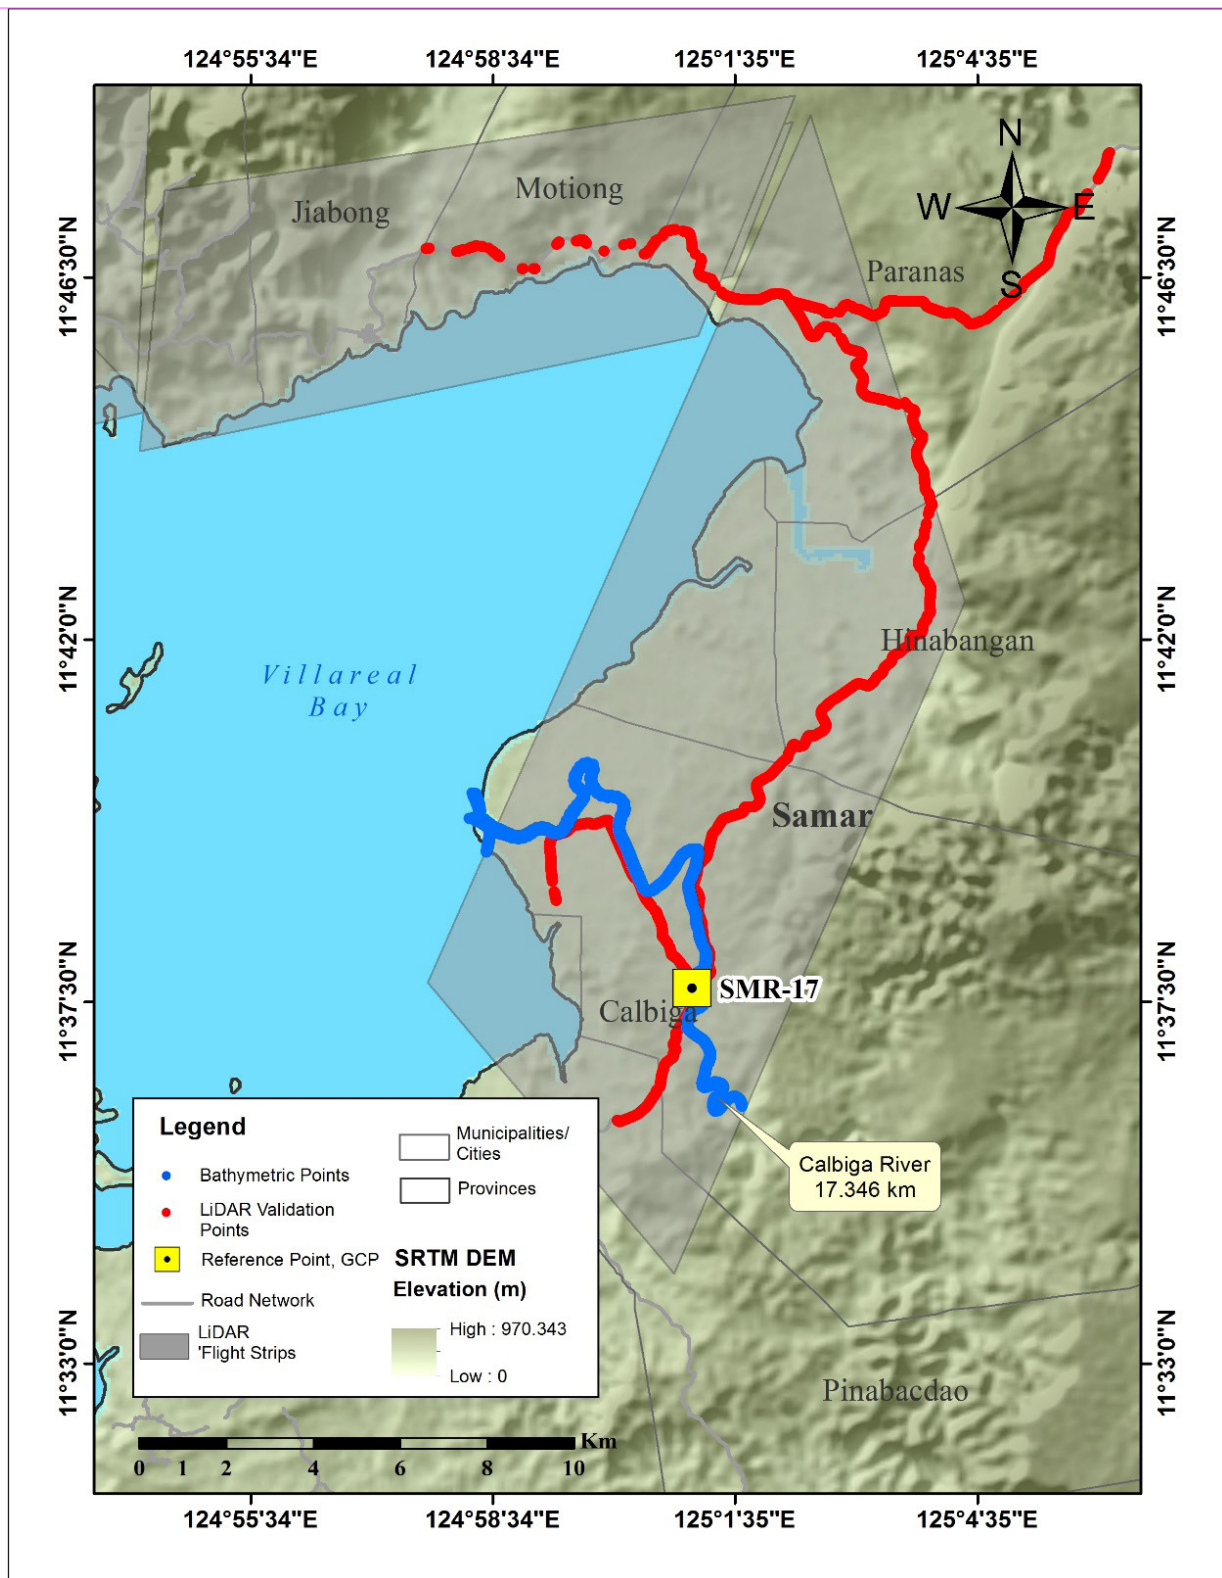 124°55'34"E
124°58'34"E
125°1'35"E
125°4'35"E
N
W
E
S
Motiong
Jiabong
Paranas
11°46'30"N
11°46'30"N
11°42'0"N
11°42'0"N
Hinabangan
Villareal
Bay
Samar
SMR-17
Calbiga
11°37'30"N
11°37'30"N
Calbiga River
17.346 km
Legend
Bathymetric Points
LiDAR Validation
Points
Reference Point, GCP
Road Network
LiDAR
'Flight Strips
Municipalities/
Cities
Provinces
SRTM DEM
Elevation (m)
High : 970.343
Low : 0
11°33'0"N
11°33'0"N
Pinabacdao
Km
0 1 2 4 6 8 10
124°55'34"E
124°58'34"E
125°1'35"E
125°4'35"E